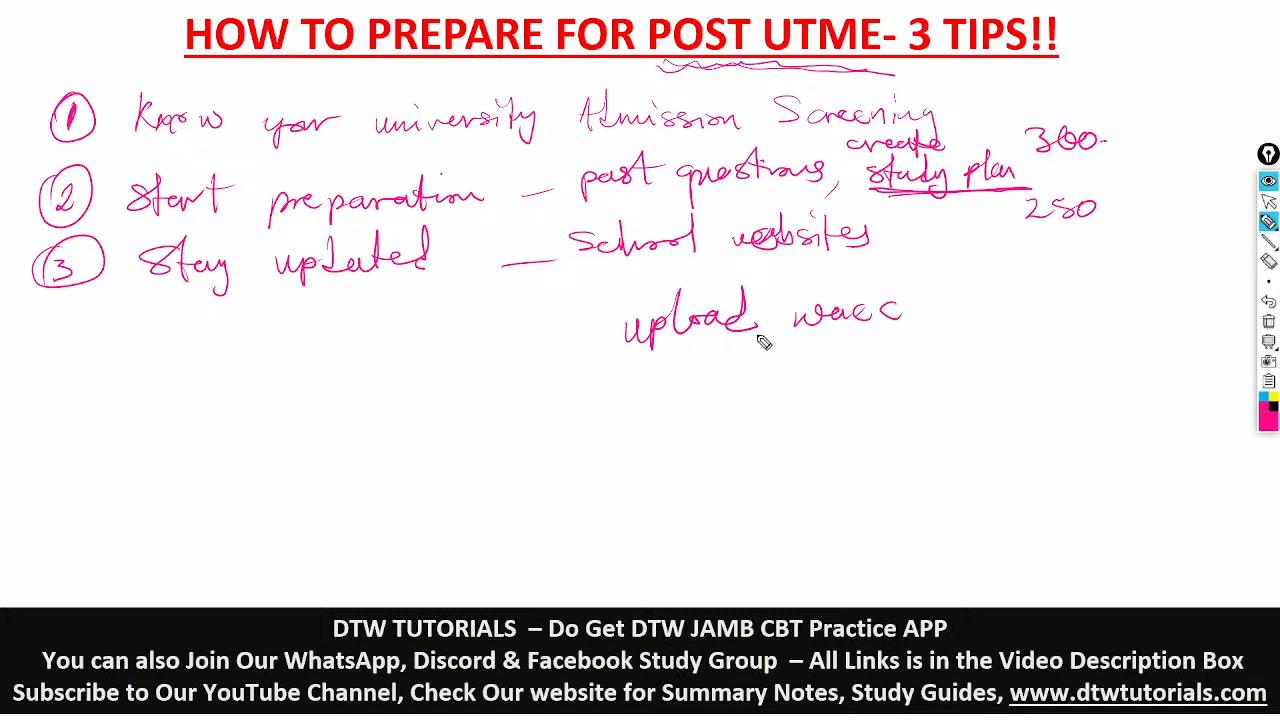 HOW TO PREPARE FOR POST UTME- 3 TIPS!!
1 Know your university Admission Screening
2 Start preparation - past questions, create study plan 300
250
3 Stay updated - School websites
upload waec
DTW TUTORIALS – Do Get DTW JAMB CBT Practice APP
You can also Join Our WhatsApp, Discord & Facebook Study Group – All Links is in the Video Description Box
Subscribe to Our YouTube Channel, Check Our website for Summary Notes, Study Guides, www.dtwtutorials.com